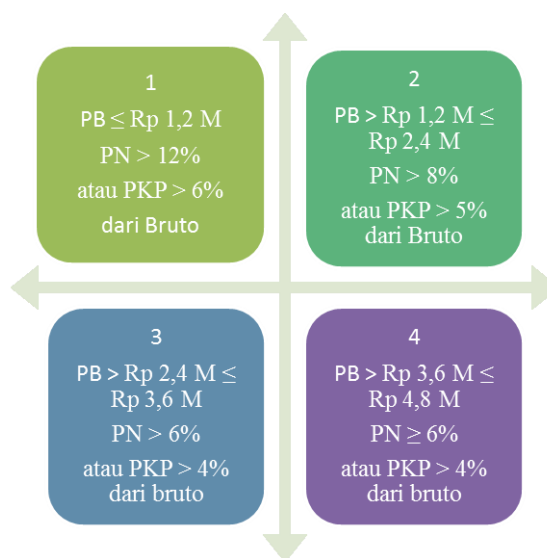 1
PB ≤ Rp 1,2 M
PN > 12%
atau PKP > 6%
dari Bruto
2
PB > Rp 1,2 M ≤
Rp 2,4 M
PN > 8%
atau PKP > 5%
dari Bruto
3
PB > Rp 2,4 M ≤
Rp 3,6 M
PN > 6%
atau PKP > 4%
dari bruto
4
PB > Rp 3,6 M ≤
Rp 4,8 M
PN ≥ 6%
atau PKP > 4%
dari bruto